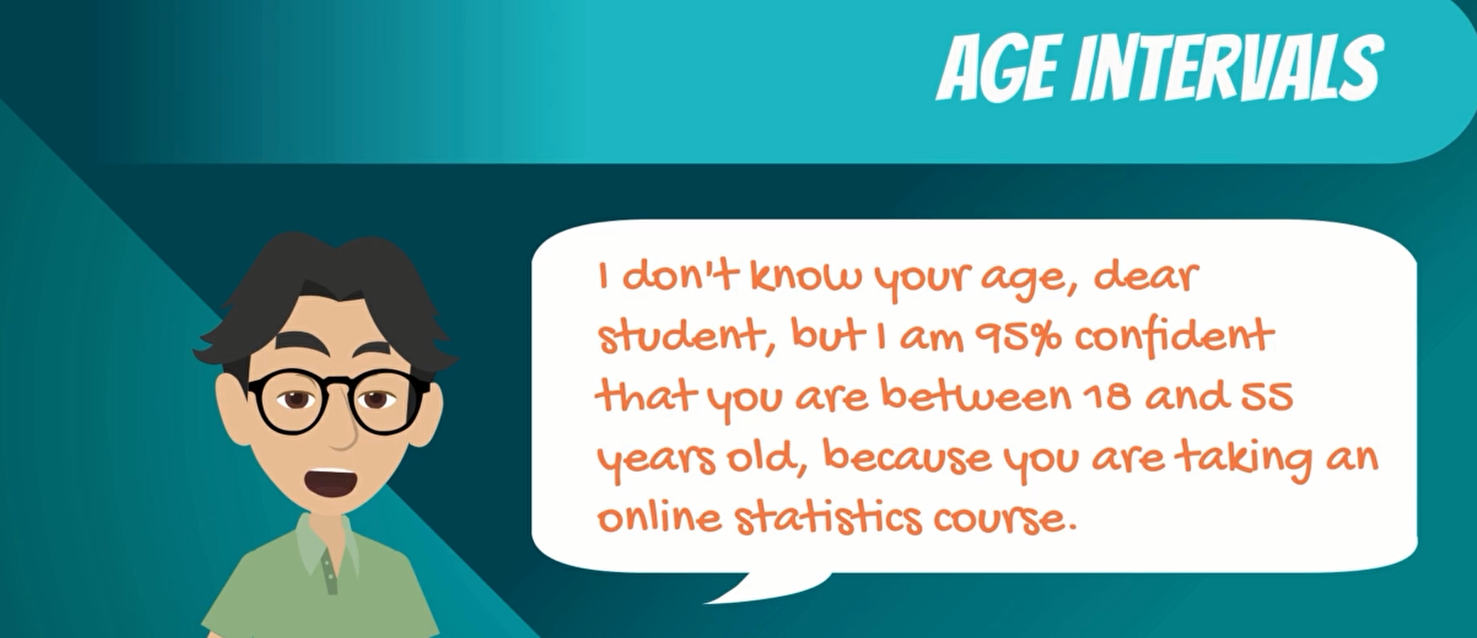 AGE INTERVALS
I don't know your age, dear
student, but I am 95% confident
that you are between 18 and 55
years old, because you are taking an
online statistics course.